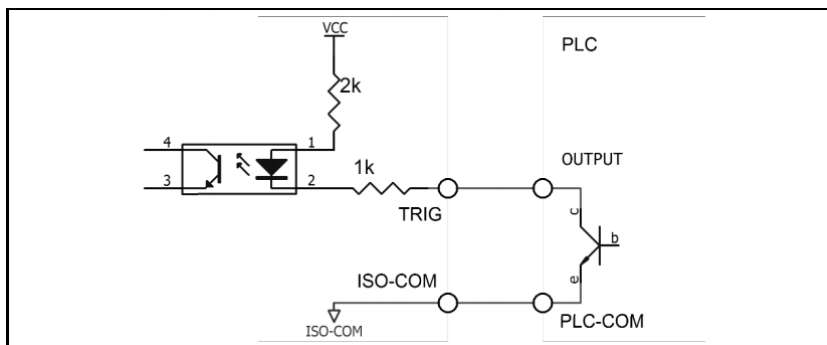 VCC
PLC
2k
4
1
OUTPUT
1k
3
2
c
TRIG
b
ISO-COM
e
ISO-COM
PLC-COM